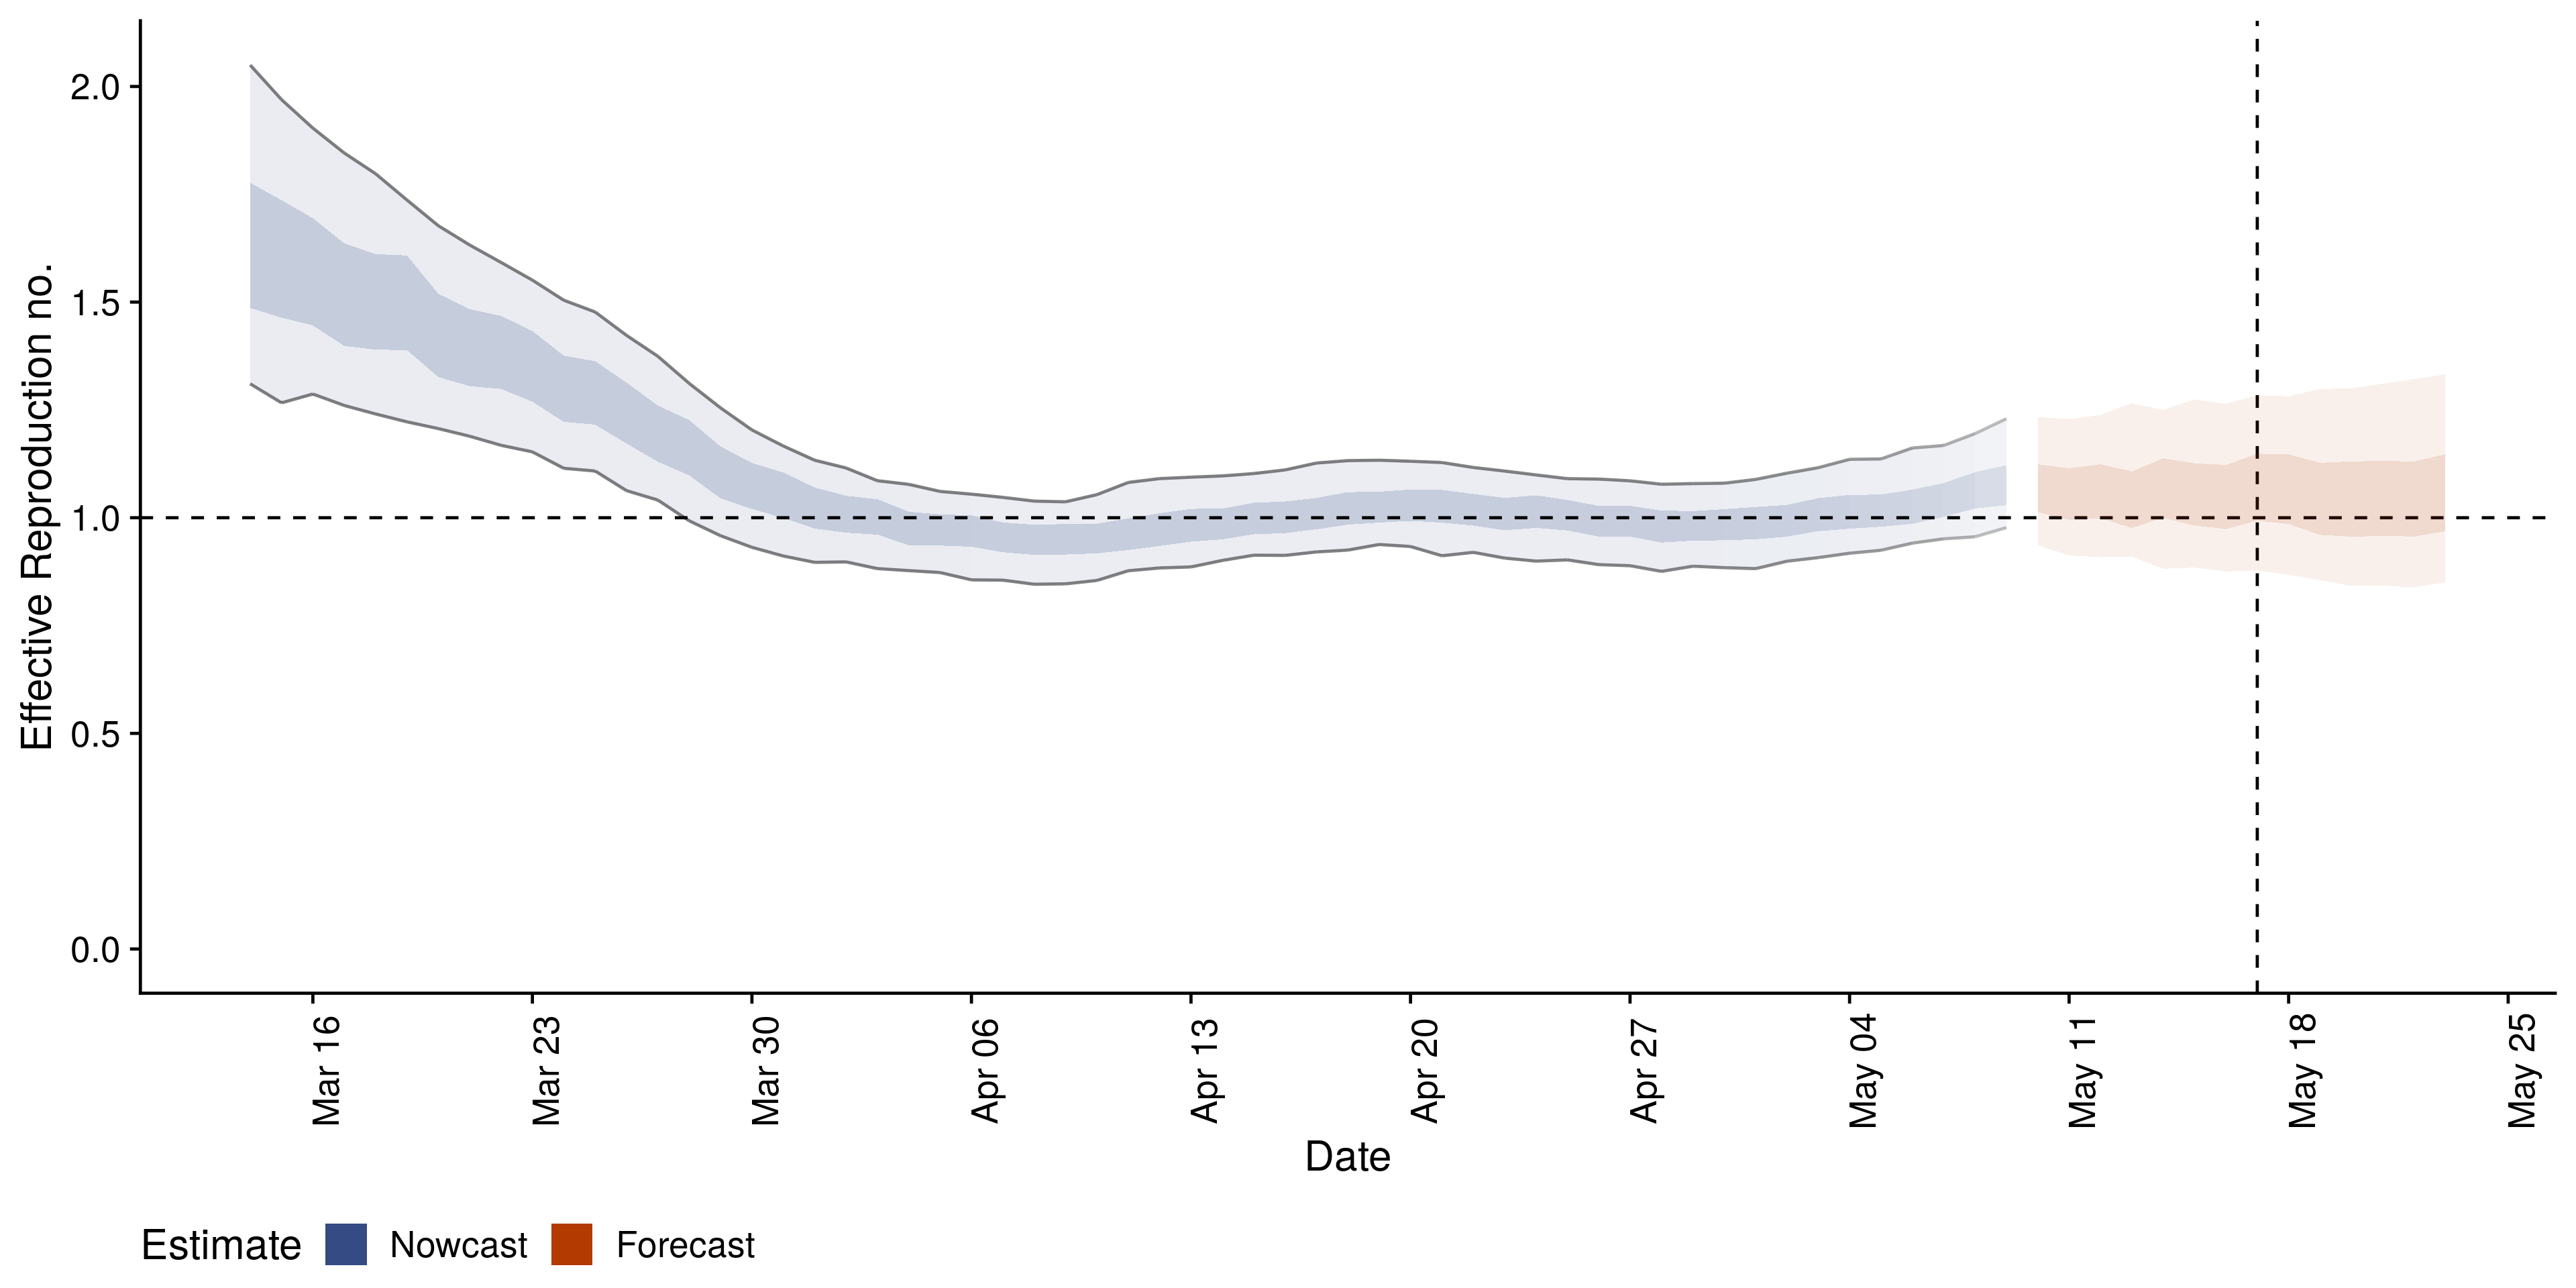 Effective Reproduction no.
2.0
1.5
1.0
0.5
0.0
Mar 16
Mar 23
Mar 30
Apr 06
Apr 13
Apr 20
Apr 27
May 04
May 11
May 18
May 25
Date
Estimate Nowcast Forecast